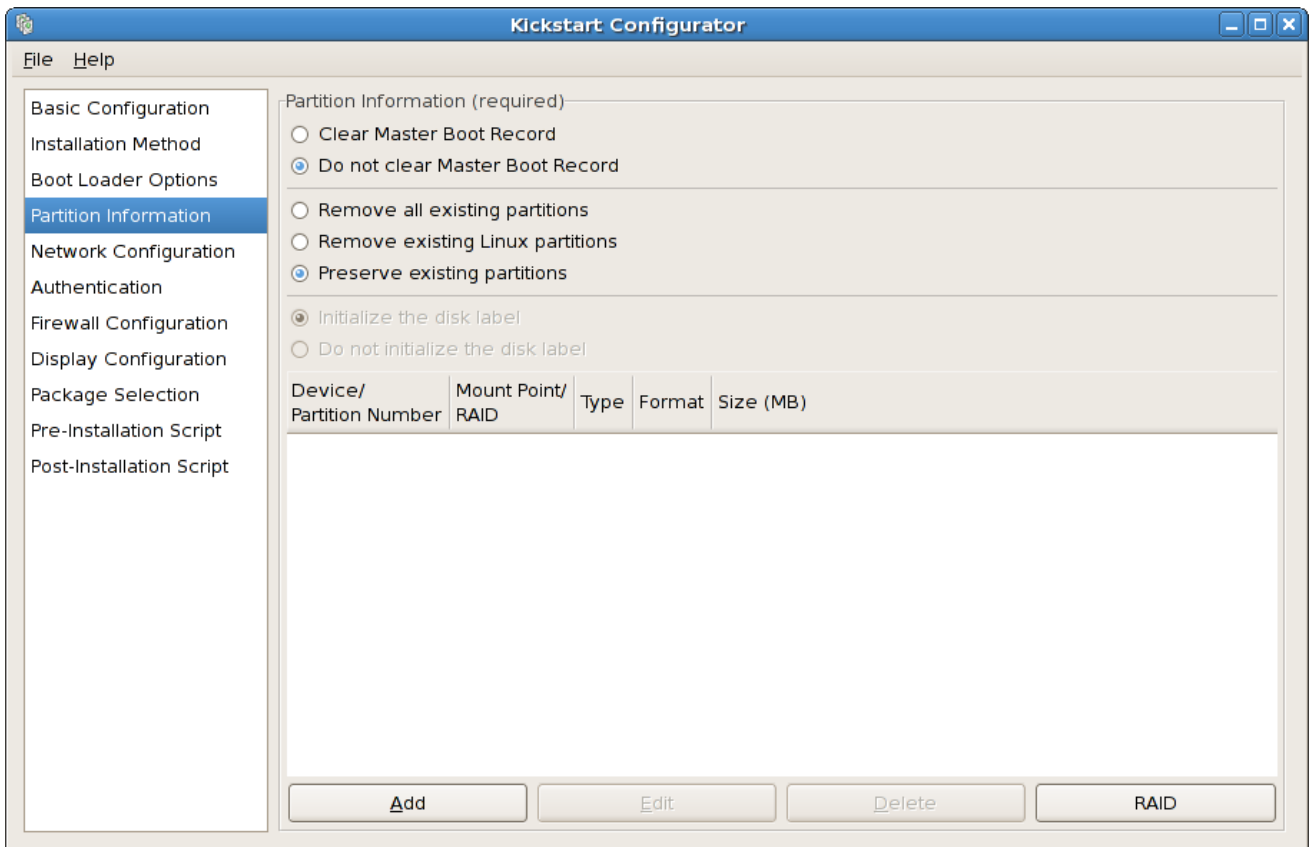 Kickstart Configurator
File Help
Basic Configuration
Installation Method
Boot Loader Options
Partition Information
Network Configuration
Authentication
Firewall Configuration
Display Configuration
Package Selection
Pre-Installation Script
Post-Installation Script
Partition Information (required)
Clear Master Boot Record
Do not clear Master Boot Record
Remove all existing partitions
Remove existing Linux partitions
Preserve existing partitions
Initialize the disk label
Do not initialize the disk label
Device/
Partition Number
Mount Point/
RAID
Type
Format
Size (MB)
Add
Edit
Delete
RAID